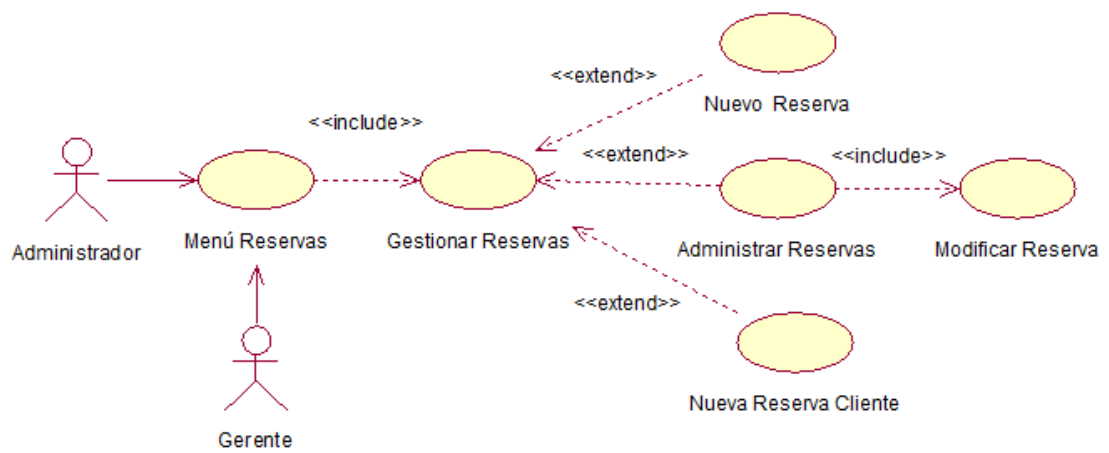 <<extend>>
Nuevo Reserva
<<include>>
<<extend>>
<<include>>
Administrador
Menú Reservas
Gestionar Reservas
Administrar Reservas
Modificar Reserva
<<extend>>
Nueva Reserva Cliente
Gerente